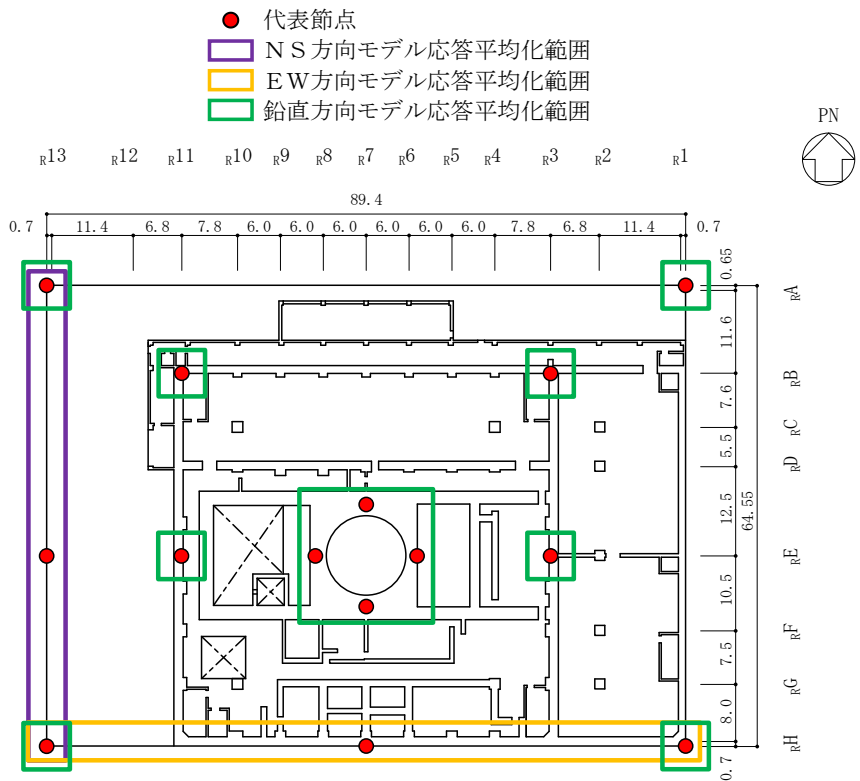 代表節点
ＮＳ方向モデル応答平均化範囲
ＥＷ方向モデル応答平均化範囲
鉛直方向モデル応答平均化範囲
PN
R13 R12 R11 R10 R9 R8 R7 R6 R5 R4 R3 R2 R1
89.4
0.7 11.4 6.8 7.8 6.0 6.0 6.0 6.0 6.0 6.0 7.8 6.8 11.4 0.7
0.65
RA
11.6
RB
7.6
RC
5.5
RD
12.5
64.55
RE
10.5
RF
7.5
RG
8.0
RH
0.7